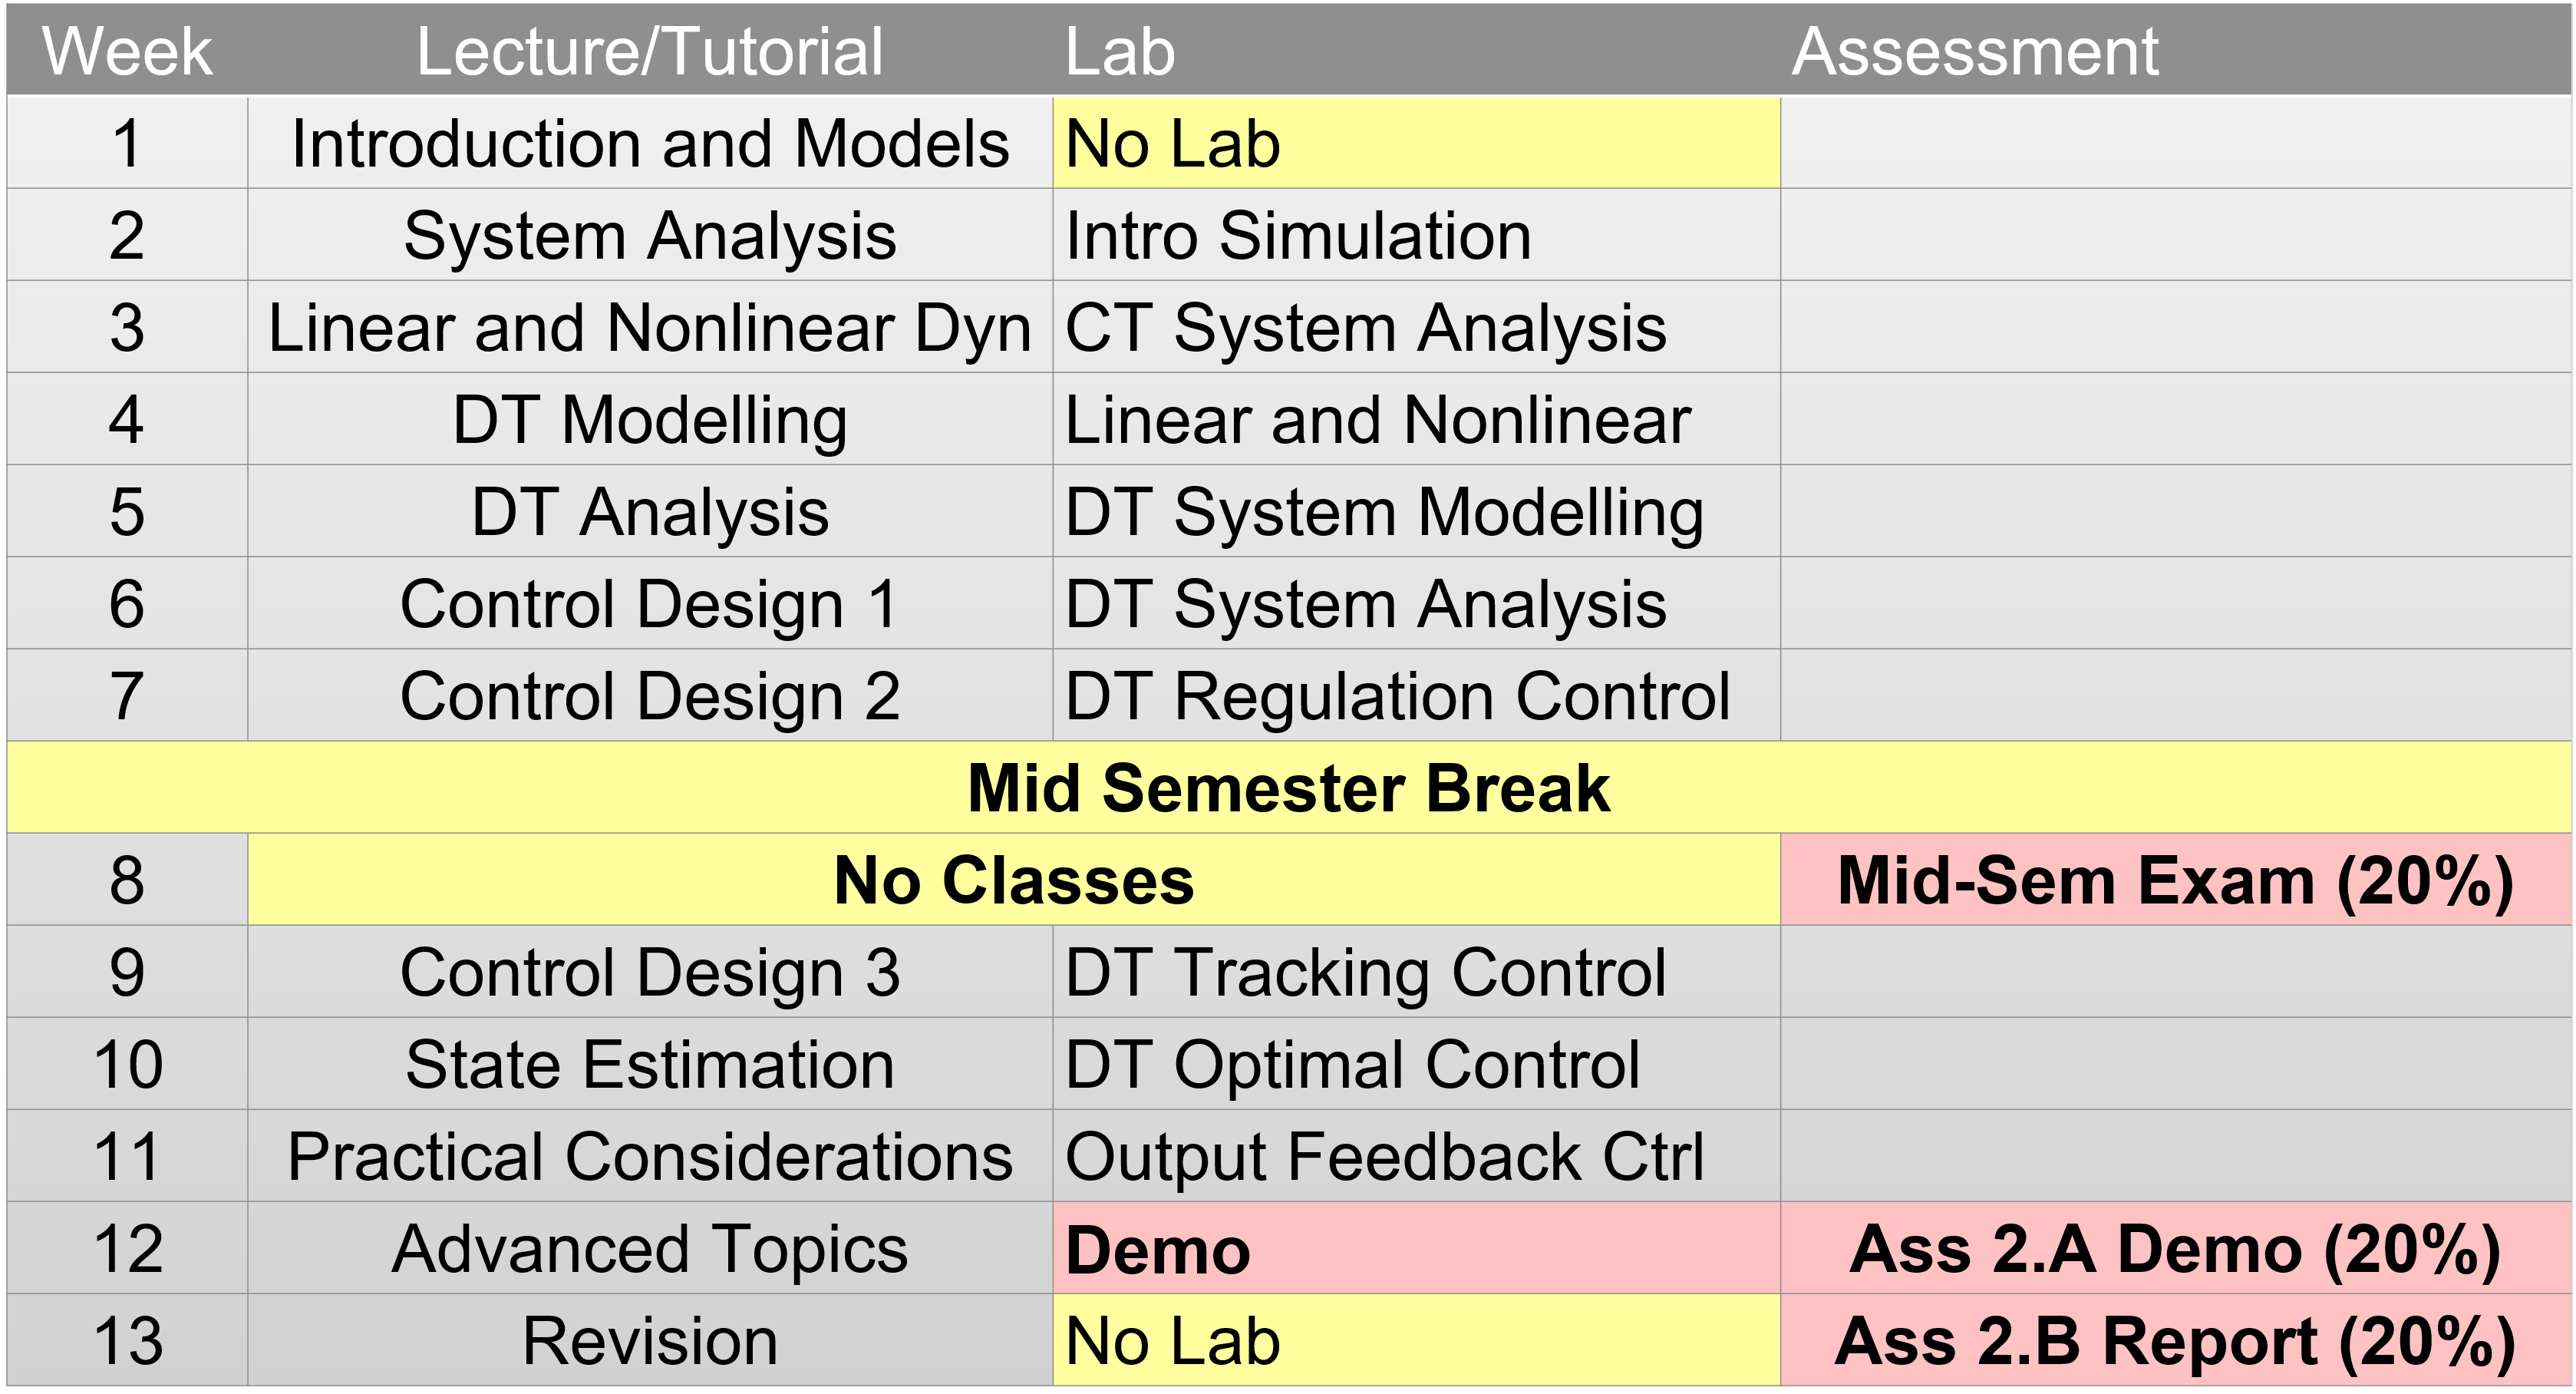 Week Lecture/Tutorial Lab Assessment
1 Introduction and Models No Lab
2 System Analysis Intro Simulation
3 Linear and Nonlinear Dyn CT System Analysis
4 DT Modelling Linear and Nonlinear
5 DT Analysis DT System Modelling
6 Control Design 1 DT System Analysis
7 Control Design 2 DT Regulation Control
Mid Semester Break
8 No Classes Mid-Sem Exam (20%)
9 Control Design 3 DT Tracking Control
10 State Estimation DT Optimal Control
11 Practical Considerations Output Feedback Ctrl
12 Advanced Topics Demo Ass 2.A Demo (20%)
13 Revision No Lab Ass 2.B Report (20%)